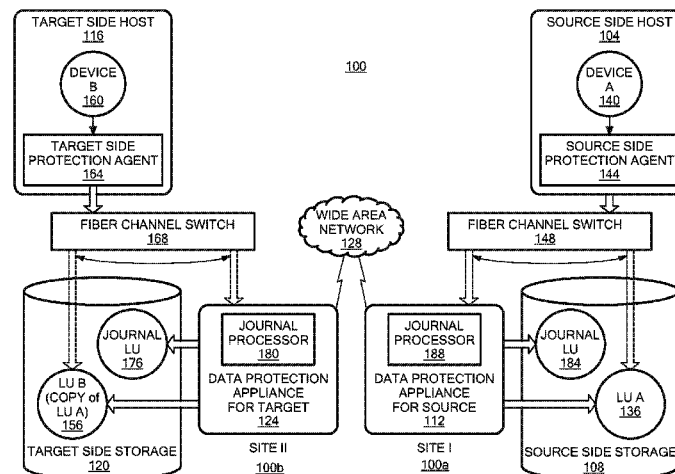 TARGET SIDE HOST
116
DEVICE
B
160
TARGET SIDE
PROTECTION AGENT
164
100
SOURCE SIDE HOST
104
DEVICE
A
140
SOURCE SIDE
PROTECTION AGENT
144
FIBER CHANNEL SWITCH
168
WIDE AREA
NETWORK
128
FIBER CHANNEL SWITCH
148
JOURNAL
LU
176
LU B
(COPY of
LU A)
156
TARGET SIDE STORAGE
120
JOURNAL
PROCESSOR
180
DATA PROTECTION
APPLIANCE
FOR TARGET
124
SITE II
100b
JOURNAL
PROCESSOR
188
DATA PROTECTION
APPLIANCE
FOR SOURCE
112
SITE I
100a
JOURNAL
LU
184
LU A
136
SOURCE SIDE STORAGE
108